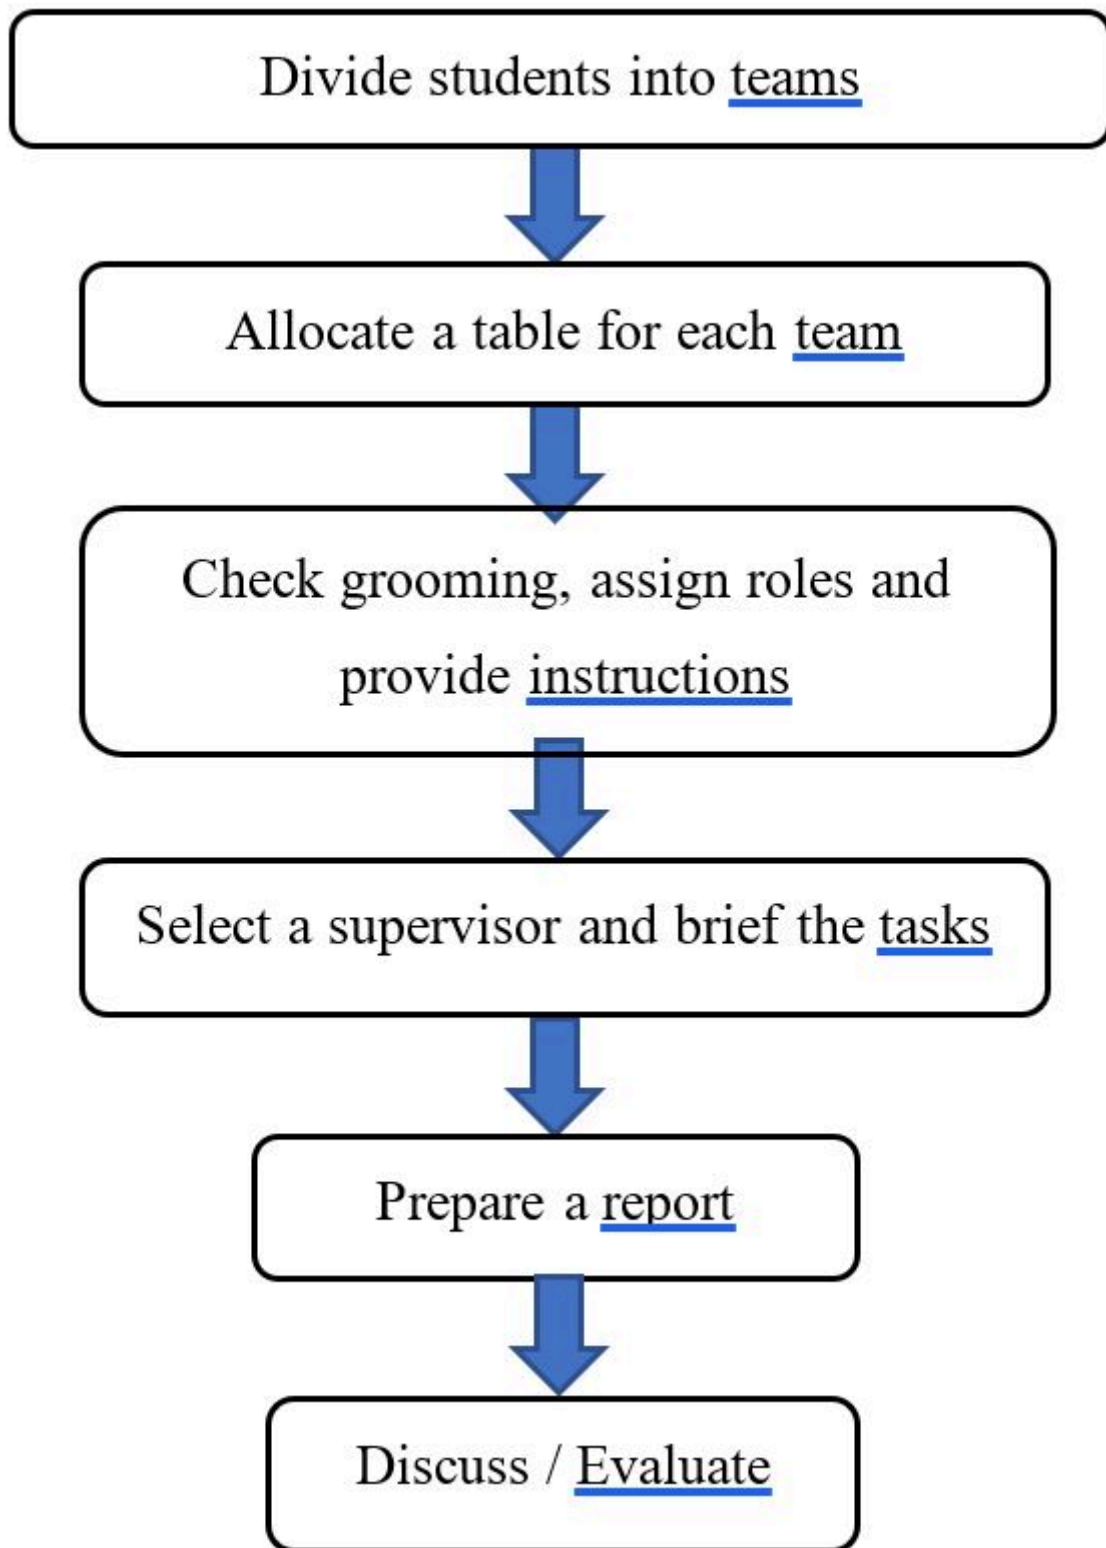 Divide students into teams
Allocate a table for each team
Check grooming, assign roles and
provide instructions
Select a supervisor and brief the tasks
Prepare a report
Discuss / Evaluate